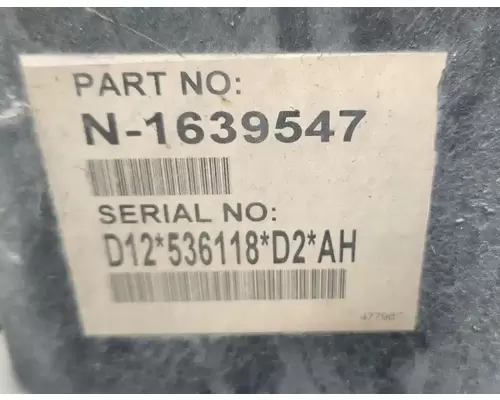 PART NO:
N-1639547
SERIAL NO:
D12*536118*D2*AH